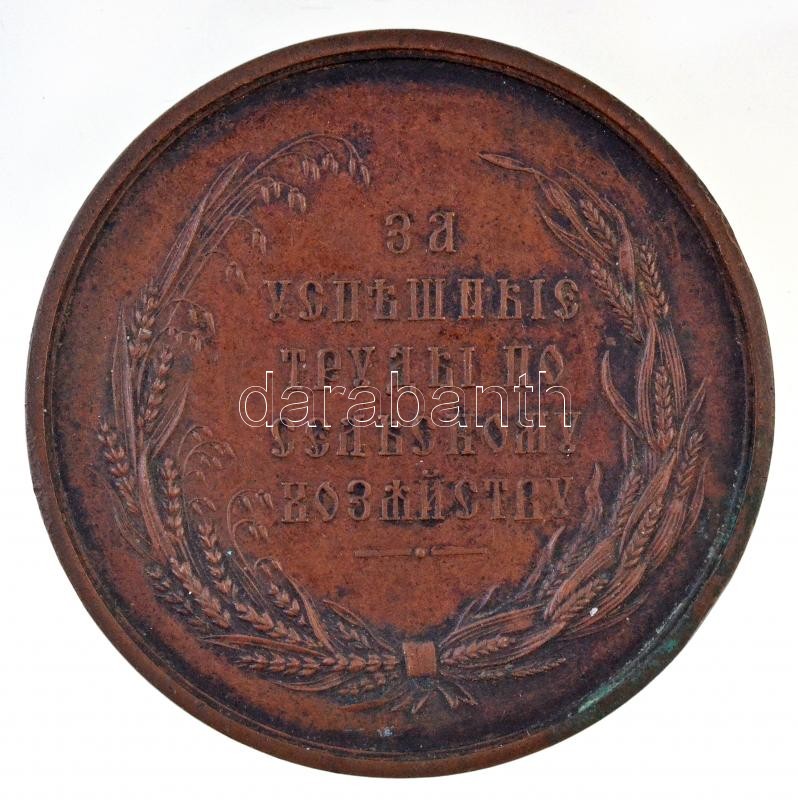 ЗА
УСПѢШНЫЕ
ТРУДЫ ПО
СЕЛЬСКОМУ
ХОЗЯЙСТВУ
darabanth